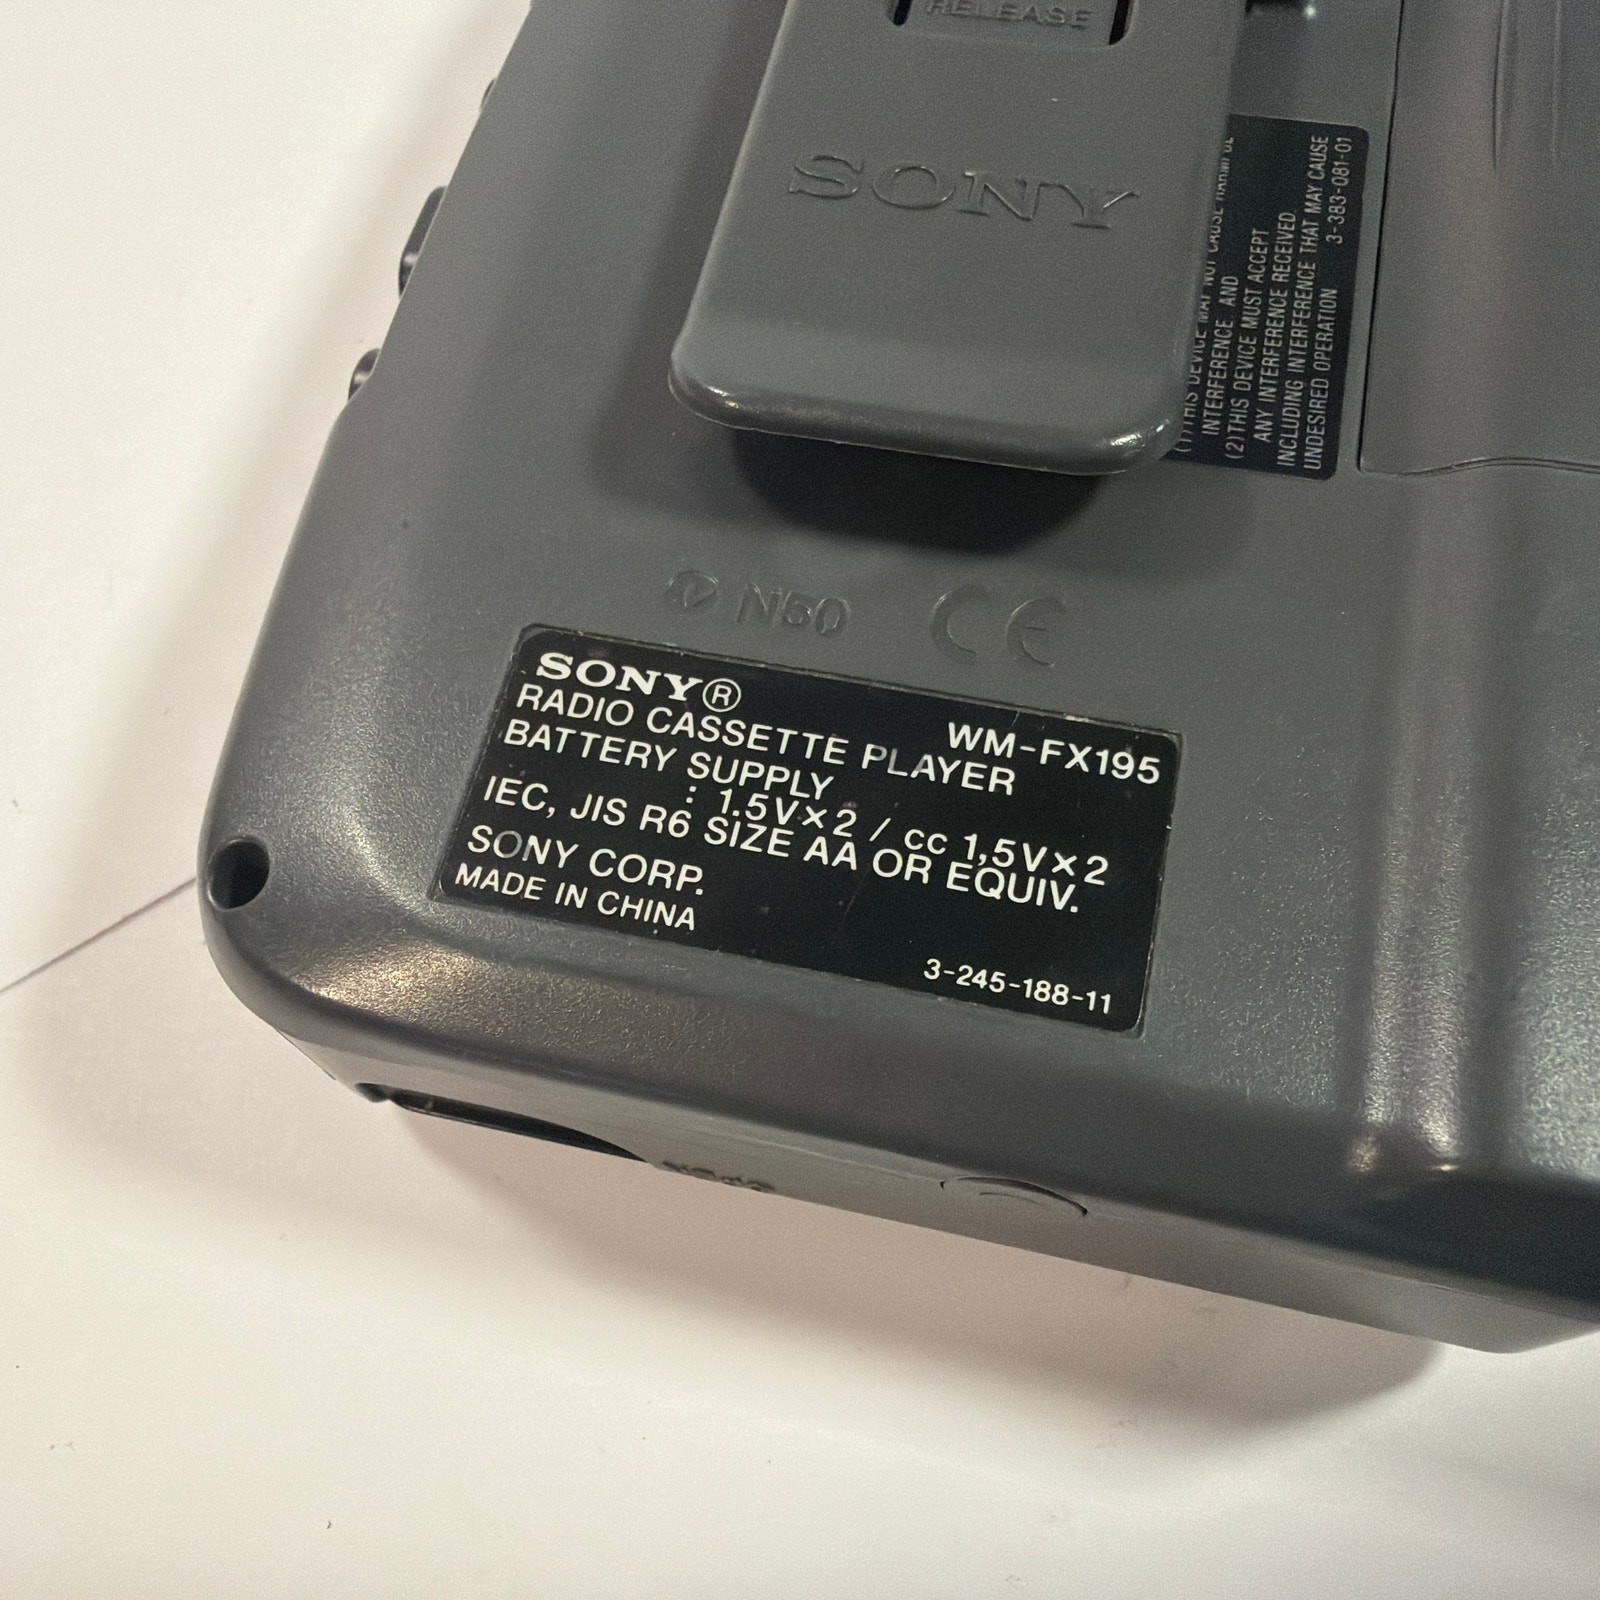 RELEASE
SONY
(1)THIS DEVICE MAY NOT CAUSE HARMFUL
INTERFERENCE, AND
(2)THIS DEVICE MUST ACCEPT
ANY INTERFERENCE RECEIVED,
INCLUDING INTERFERENCE THAT MAY CAUSE
UNDESIRED OPERATION 3-383-081-01
N50 CE
SONY®
WM-FX195
RADIO CASSETTE PLAYER
BATTERY SUPPLY
: 1.5V×2 / cc 1,5V×2
IEC, JIS R6 SIZE AA OR EQUIV.
SONY CORP.
MADE IN CHINA
3-245-188-11